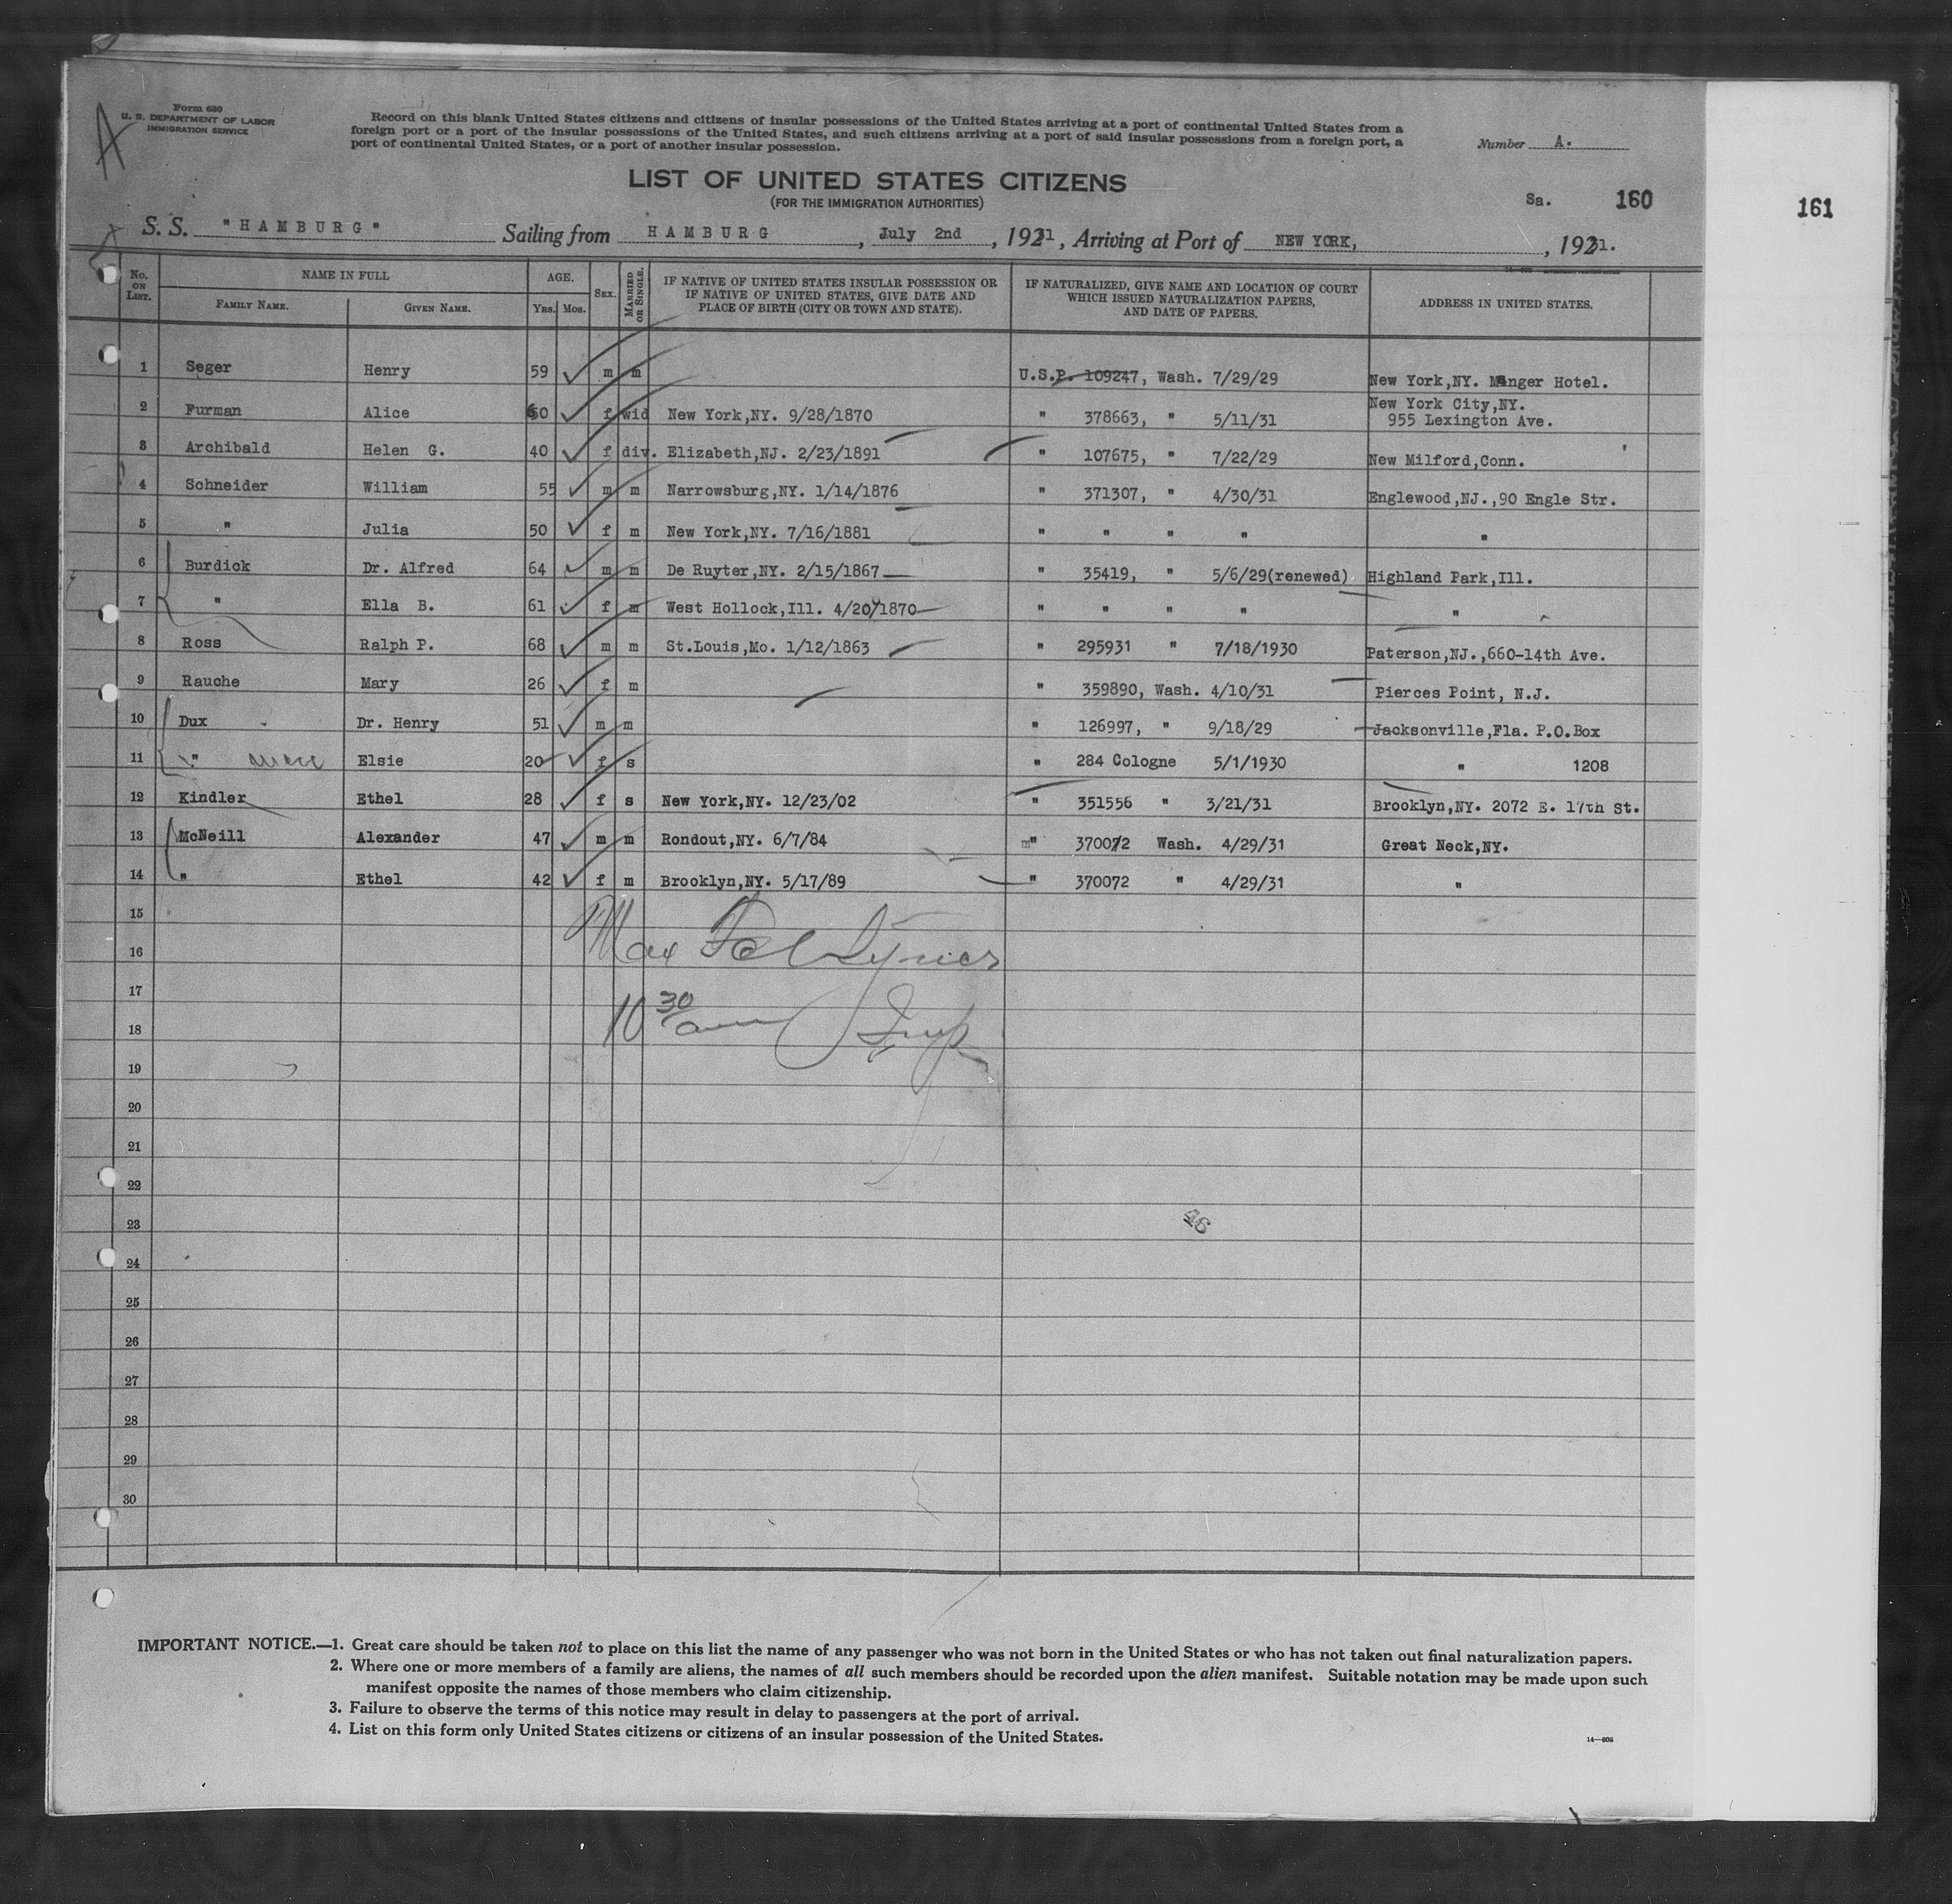 Form 630
U. S. DEPARTMENT OF LABOR
IMMIGRATION SERVICE
A
Record on this blank United States citizens and citizens of insular possessions of the United States arriving at a port of continental United States from a
foreign port or a port of the insular possessions of the United States, and such citizens arriving at a port of said insular possessions from a foreign port, a
port of continental United States, or a port of another insular possession.
Number A.
LIST OF UNITED STATES CITIZENS
(FOR THE IMMIGRATION AUTHORITIES)
Sa. 160
161
S. S. "HAMBURG" Sailing from HAMBURG, July 2nd, 1931, Arriving at Port of NEW YORK, , 1931.
No. ON LIST. NAME IN FULL FAMILY NAME. GIVEN NAME. AGE. Yrs. Mos. SEX. MARRIED OR SINGLE. IF NATIVE OF UNITED STATES INSULAR POSSESSION OR IF NATIVE OF UNITED STATES, GIVE DATE AND PLACE OF BIRTH (CITY OR TOWN AND STATE). IF NATURALIZED, GIVE NAME AND LOCATION OF COURT WHICH ISSUED NATURALIZATION PAPERS, AND DATE OF PAPERS. ADDRESS IN UNITED STATES.
1 Seger Henry 59 m m U.S.P. 109247, Wash. 7/29/29 New York,NY. Manger Hotel.
2 Furman Alice 60 f wid New York,NY. 9/28/1870 " 378663, " 5/11/31 New York City,NY. 955 Lexington Ave.
3 Archibald Helen G. 40 f div. Elizabeth,NJ. 2/23/1891 " 107675, " 7/22/29 New Milford,Conn.
4 Schneider William 55 m m Narrowsburg,NY. 1/14/1876 " 371307, " 4/30/31 Englewood,NJ.,90 Engle Str.
5 " Julia 50 f m New York,NY. 7/16/1881 " " " " "
6 Burdick Dr. Alfred 64 m m De Ruyter,NY. 2/15/1867 " 35419, " 5/6/29(renewed) Highland Park,Ill.
7 " Ella B. 61 f m West Hollock,Ill. 4/20/1870 " " " " "
8 Ross Ralph P. 68 m m St.Louis,Mo. 1/12/1863 " 295931 " 7/18/1930 Paterson,NJ.,660-14th Ave.
9 Rauche Mary 26 f m " 359890, Wash. 4/10/31 Pierces Point, N.J.
10 Dux Dr. Henry 51 m m " 126997, " 9/18/29 Jacksonville,Fla. P.O.Box
11 " Elsie 20 f s " 284 Cologne 5/1/1930 " 1208
12 Kindler Ethel 28 f s New York,NY. 12/23/02 " 351556 " 3/21/31 Brooklyn,NY. 2072 E. 17th St.
13 McNeill Alexander 47 m m Rondout,NY. 6/7/84 " 370072 Wash. 4/29/31 Great Neck,NY.
14 " Ethel 42 f m Brooklyn,NY. 5/17/89 " 370072 " 4/29/31 "
15
16 Max
17
18 10 30 am Insp
19
20
21
22
23 46
24
25
26
27
28
29
30
IMPORTANT NOTICE.—1. Great care should be taken not to place on this list the name of any passenger who was not born in the United States or who has not taken out final naturalization papers.
2. Where one or more members of a family are aliens, the names of all such members should be recorded upon the alien manifest. Suitable notation may be made upon such
manifest opposite the names of those members who claim citizenship.
3. Failure to observe the terms of this notice may result in delay to passengers at the port of arrival.
4. List on this form only United States citizens or citizens of an insular possession of the United States.
14—606